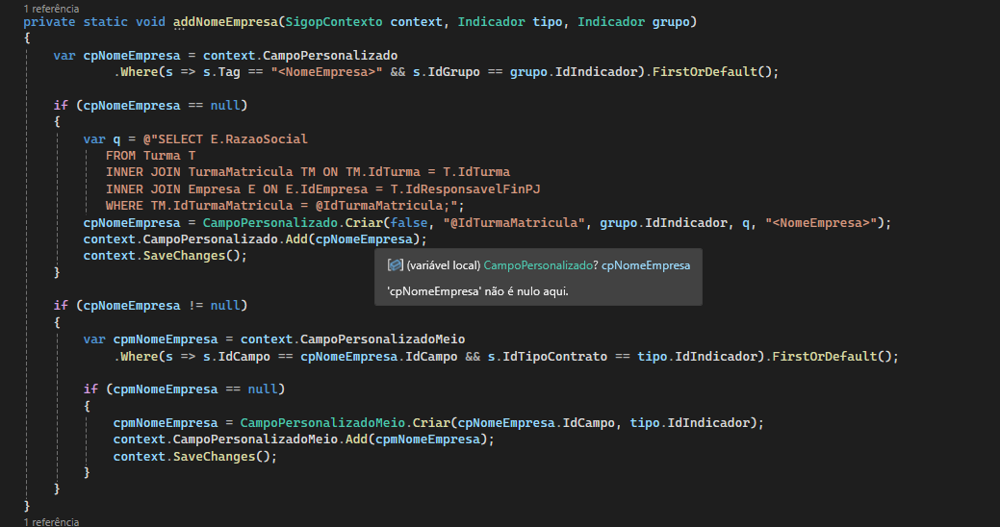 1 referência
private static void addNomeEmpresa(SigopContexto context, Indicador tipo, Indicador grupo)
{
var cpNomeEmpresa = context.CampoPersonalizado
.Where(s => s.Tag == "<NomeEmpresa>" && s.IdGrupo == grupo.IdIndicador).FirstOrDefault();
if (cpNomeEmpresa == null)
{
var q = @"SELECT E.RazaoSocial
FROM Turma T
INNER JOIN TurmaMatricula TM ON TM.IdTurma = T.IdTurma
INNER JOIN Empresa E ON E.IdEmpresa = T.IdResponsavelFinPJ
WHERE TM.IdTurmaMatricula = @IdTurmaMatricula;";
cpNomeEmpresa = CampoPersonalizado.Criar(false, "@IdTurmaMatricula", grupo.IdIndicador, q, "<NomeEmpresa>");
context.CampoPersonalizado.Add(cpNomeEmpresa);
context.SaveChanges();
(variável local) CampoPersonalizado? cpNomeEmpresa
'cpNomeEmpresa' não é nulo aqui.
}
if (cpNomeEmpresa != null)
{
var cpmNomeEmpresa = context.CampoPersonalizadoMeio
.Where(s => s.IdCampo == cpNomeEmpresa.IdCampo && s.IdTipoContrato == tipo.IdIndicador).FirstOrDefault();
if (cpmNomeEmpresa == null)
{
cpmNomeEmpresa = CampoPersonalizadoMeio.Criar(cpNomeEmpresa.IdCampo, tipo.IdIndicador);
context.CampoPersonalizadoMeio.Add(cpmNomeEmpresa);
context.SaveChanges();
}
}
}
1 referência